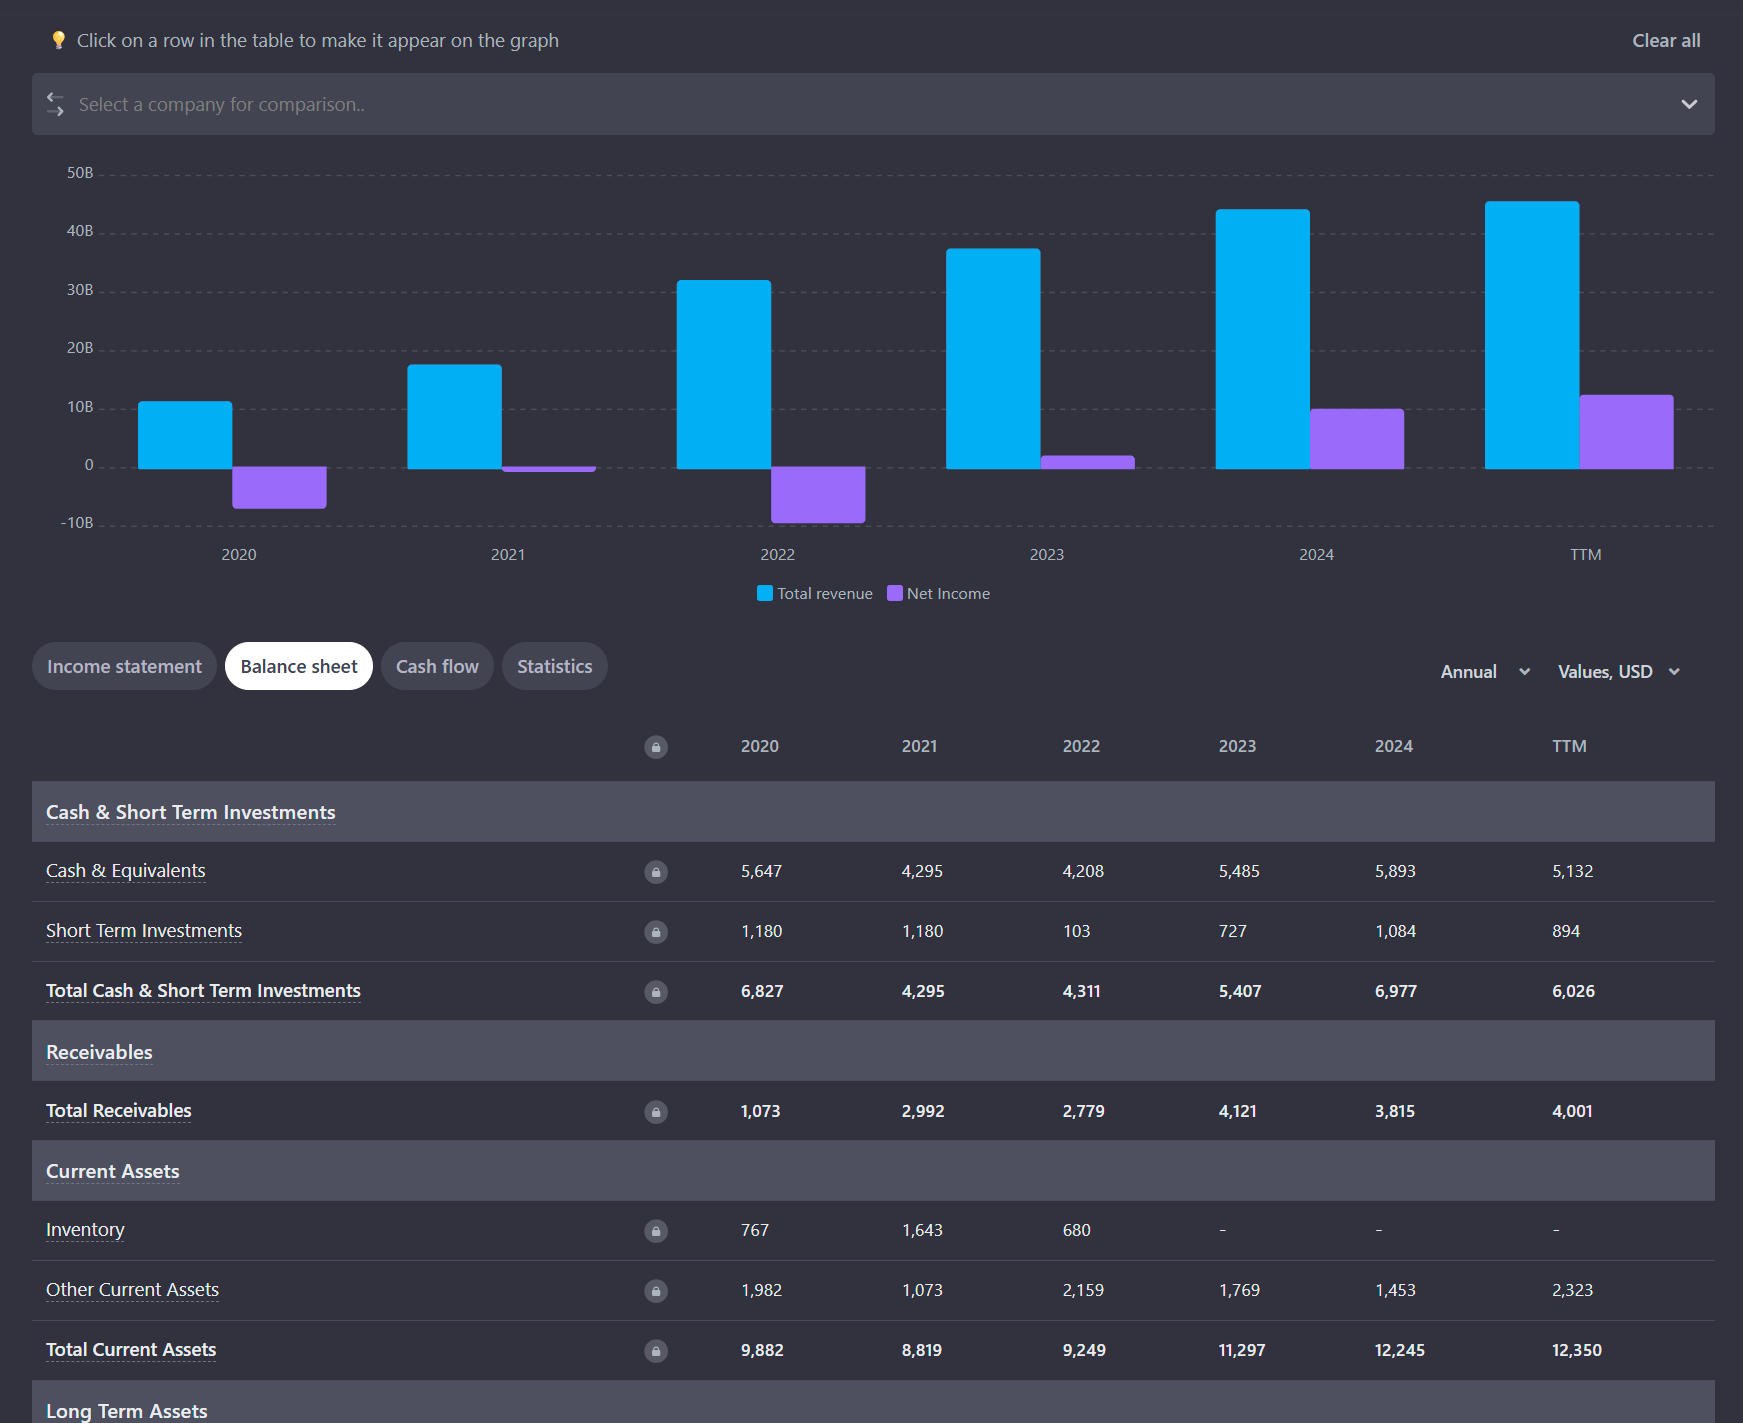 Click on a row in the table to make it appear on the graph Clear all
Select a company for comparison..
50B
40B
30B
20B
10B
0
-10B
2020 2021 2022 2023 2024 TTM
Total revenue Net Income
Income statement Balance sheet Cash flow Statistics Annual Values, USD
2020 2021 2022 2023 2024 TTM
Cash & Short Term Investments
Cash & Equivalents 5,647 4,295 4,208 5,485 5,893 5,132
Short Term Investments 1,180 1,180 103 727 1,084 894
Total Cash & Short Term Investments 6,827 4,295 4,311 5,407 6,977 6,026
Receivables
Total Receivables 1,073 2,992 2,779 4,121 3,815 4,001
Current Assets
Inventory 767 1,643 680 - - -
Other Current Assets 1,982 1,073 2,159 1,769 1,453 2,323
Total Current Assets 9,882 8,819 9,249 11,297 12,245 12,350
Long Term Assets